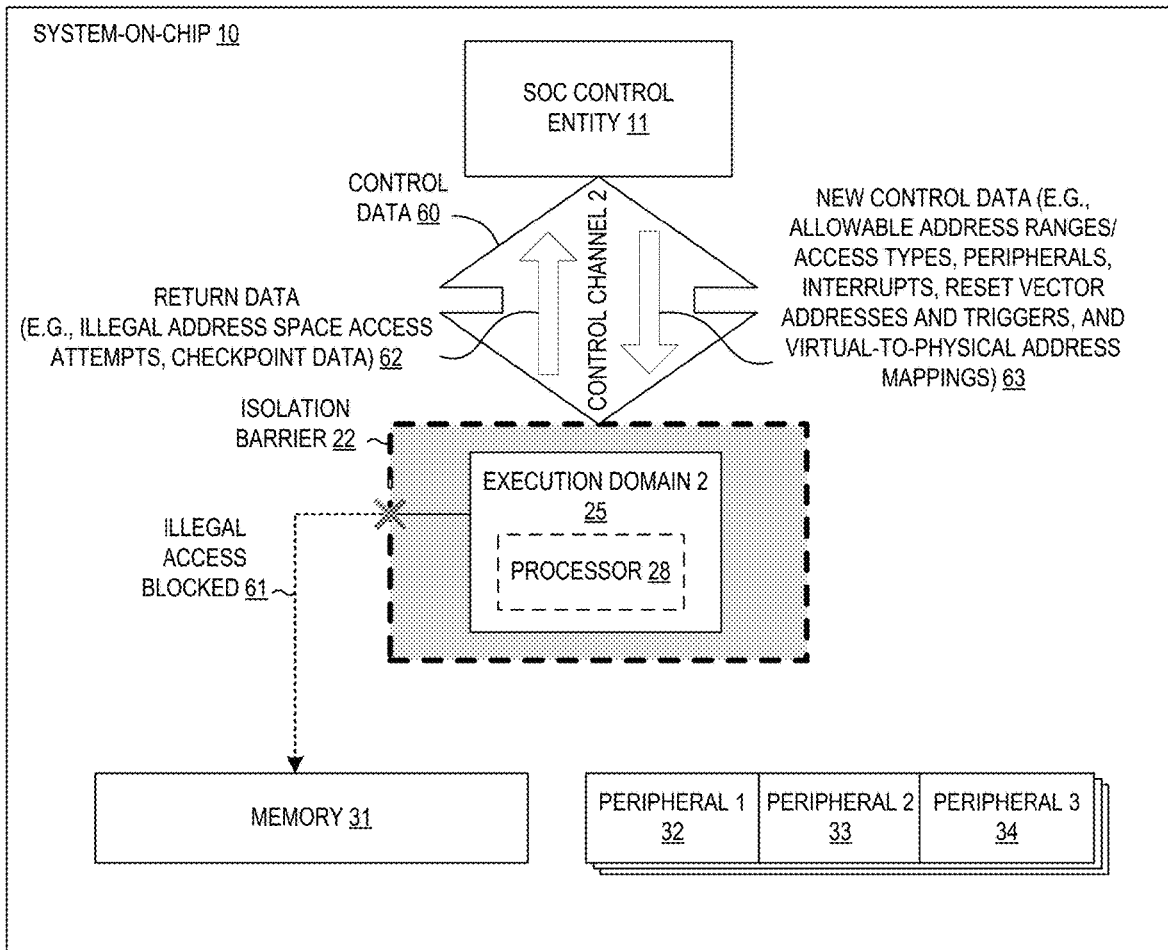 SYSTEM-ON-CHIP 10
SOC CONTROL
ENTITY 11
CONTROL
DATA 60
CONTROL CHANNEL 2
NEW CONTROL DATA (E.G.,
ALLOWABLE ADDRESS RANGES/
ACCESS TYPES, PERIPHERALS,
INTERRUPTS, RESET VECTOR
ADDRESSES AND TRIGGERS, AND
VIRTUAL-TO-PHYSICAL ADDRESS
MAPPINGS) 63
RETURN DATA
(E.G., ILLEGAL ADDRESS SPACE ACCESS
ATTEMPTS, CHECKPOINT DATA) 62
ISOLATION
BARRIER 22
EXECUTION DOMAIN 2
25
PROCESSOR 28
ILLEGAL
ACCESS
BLOCKED 61
MEMORY 31
PERIPHERAL 1
32
PERIPHERAL 2
33
PERIPHERAL 3
34